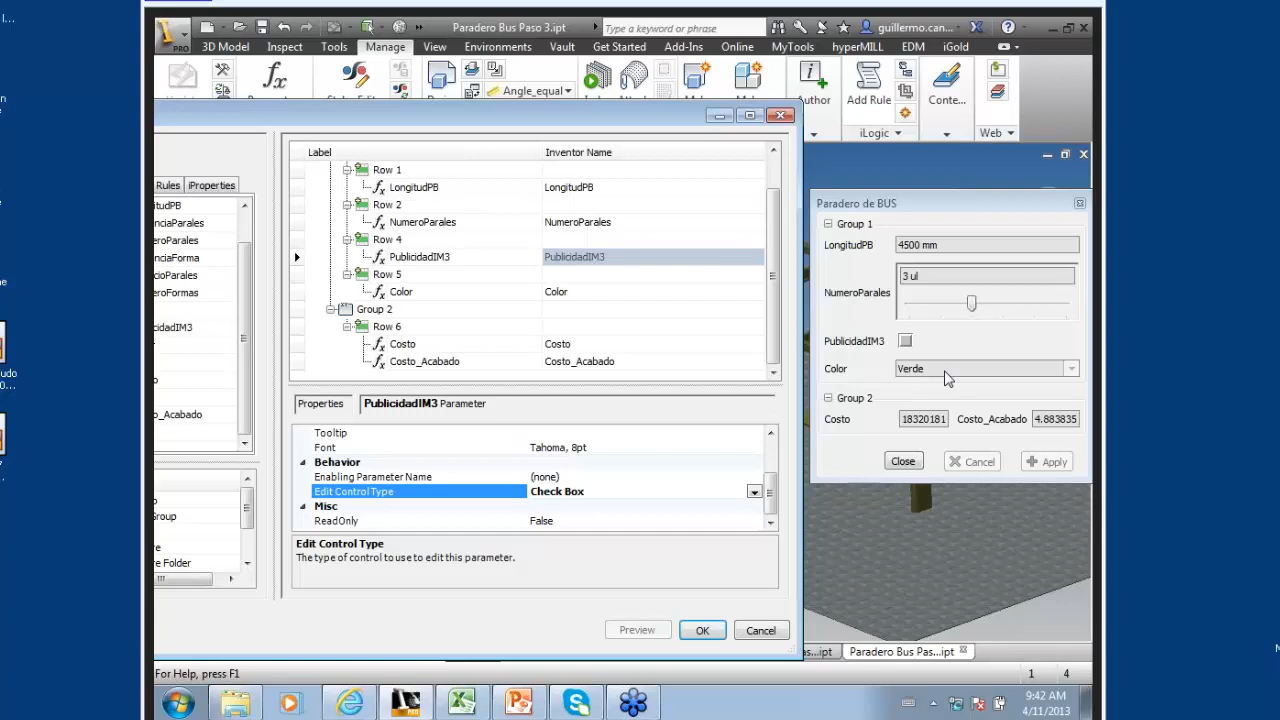 Paradero Bus Paso 3.ipt
Type a keyword or phrase
guillermo.can...
PRO
3D Model
Inspect
Tools
Manage
View
Environments
Vault
Get Started
Add-Ins
Online
MyTools
hyperMILL
EDM
iGold
Angle_equal
Author
Add Rule
Conte...
iLogic
Web
Rules
iProperties
Label
Inventor Name
Row 1
LongitudPB
LongitudPB
Row 2
NumeroParales
NumeroParales
Row 4
PublicidadIM3
PublicidadIM3
Row 5
Color
Color
Group 2
Row 6
Costo
Costo
Costo_Acabado
Costo_Acabado
Properties
PublicidadIM3 Parameter
Tooltip
Font
Tahoma, 8pt
Behavior
Enabling Parameter Name
(none)
Edit Control Type
Check Box
Misc
ReadOnly
False
Edit Control Type
The type of control to use to edit this parameter.
Preview
OK
Cancel
Paradero de BUS
Group 1
LongitudPB
4500 mm
3 ul
NumeroParales
PublicidadIM3
Color
Verde
Group 2
Costo
18320181
Costo_Acabado
4.883835
Close
Cancel
Apply
Paradero Bus Pas...ipt
For Help, press F1
1
4
9:42 AM
4/11/2013